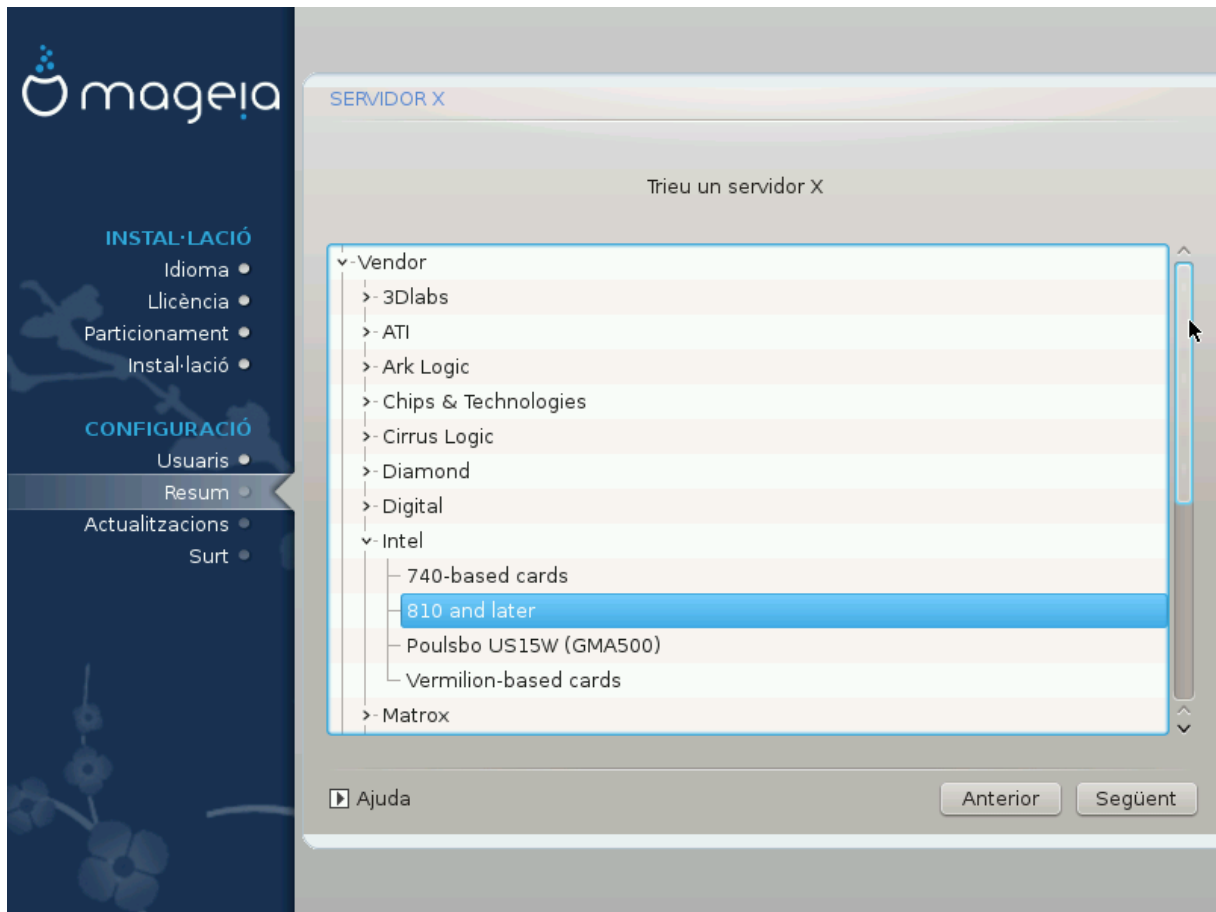 mageia
INSTAL·LACIÓ
Idioma
Llicència
Particionament
Instal·lació
CONFIGURACIÓ
Usuaris
Resum
Actualitzacions
Surt
SERVIDOR X
Trieu un servidor X
Vendor
3Dlabs
ATI
Ark Logic
Chips & Technologies
Cirrus Logic
Diamond
Digital
Intel
740-based cards
810 and later
Poulsbo US15W (GMA500)
Vermilion-based cards
Matrox
Ajuda
Anterior
Següent